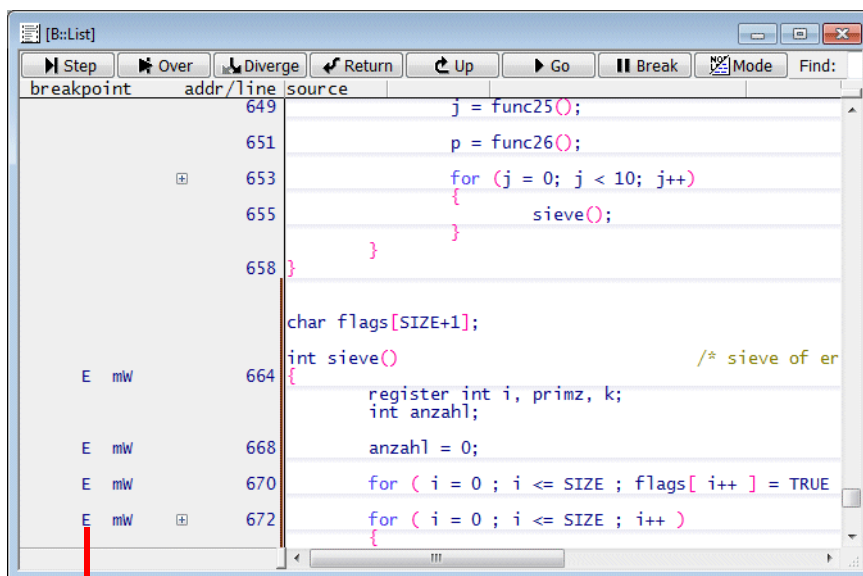 [B::List]
Step Over Diverge Return Up Go Break Mode Find:
breakpoint addr/line source
649 j = func25();
651 p = func26();
653 for (j = 0; j < 10; j++)
{
655 sieve();
}
}
658 }
char flags[SIZE+1];
int sieve() /* sieve of er
E mW 664 {
register int i, primz, k;
int anzahl;
E mW 668 anzahl = 0;
E mW 670 for ( i = 0 ; i <= SIZE ; flags[ i++ ] = TRUE
E mW 672 for ( i = 0 ; i <= SIZE ; i++ )
{